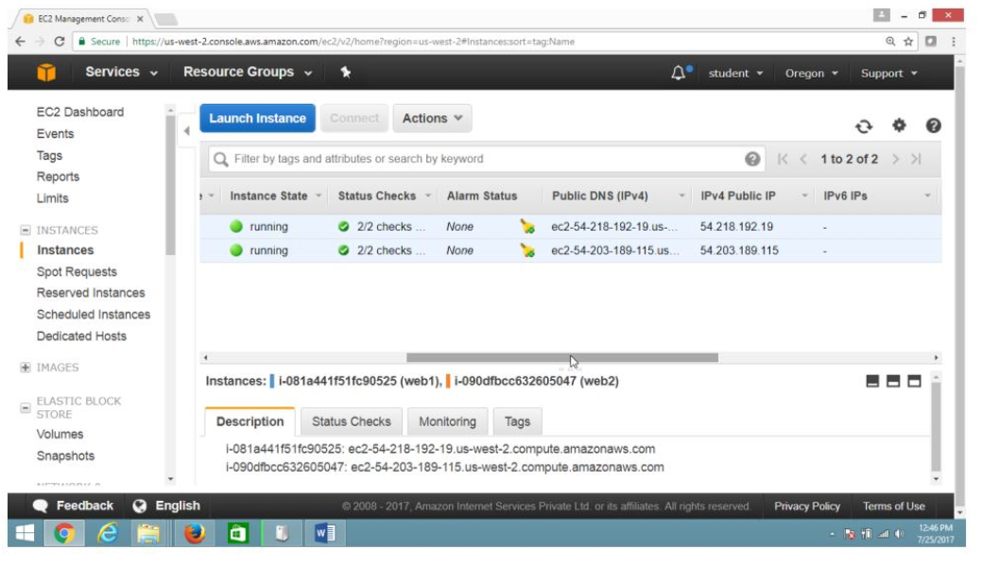 EC2 Management Conso
Secure | https://us-west-2.console.aws.amazon.com/ec2/v2/home?region=us-west-2#Instances:sort=tag:Name
Services Resource Groups student Oregon Support
EC2 Dashboard
Events
Tags
Reports
Limits
INSTANCES
Instances
Spot Requests
Reserved Instances
Scheduled Instances
Dedicated Hosts
IMAGES
ELASTIC BLOCK
STORE
Volumes
Snapshots
Launch Instance Connect Actions
Filter by tags and attributes or search by keyword 1 to 2 of 2
Instance State Status Checks Alarm Status Public DNS (IPv4) IPv4 Public IP IPv6 IPs
running 2/2 checks ... None ec2-54-218-192-19.us-... 54.218.192.19 -
running 2/2 checks ... None ec2-54-203-189-115.us... 54.203.189.115 -
Instances: i-081a441f51fc90525 (web1), i-090dfbcc632605047 (web2)
Description Status Checks Monitoring Tags
i-081a441f51fc90525: ec2-54-218-192-19.us-west-2.compute.amazonaws.com
i-090dfbcc632605047: ec2-54-203-189-115.us-west-2.compute.amazonaws.com
Feedback English © 2008 - 2017, Amazon Internet Services Private Ltd. or its affiliates. All rights reserved. Privacy Policy Terms of Use
12:46 PM
7/25/2017